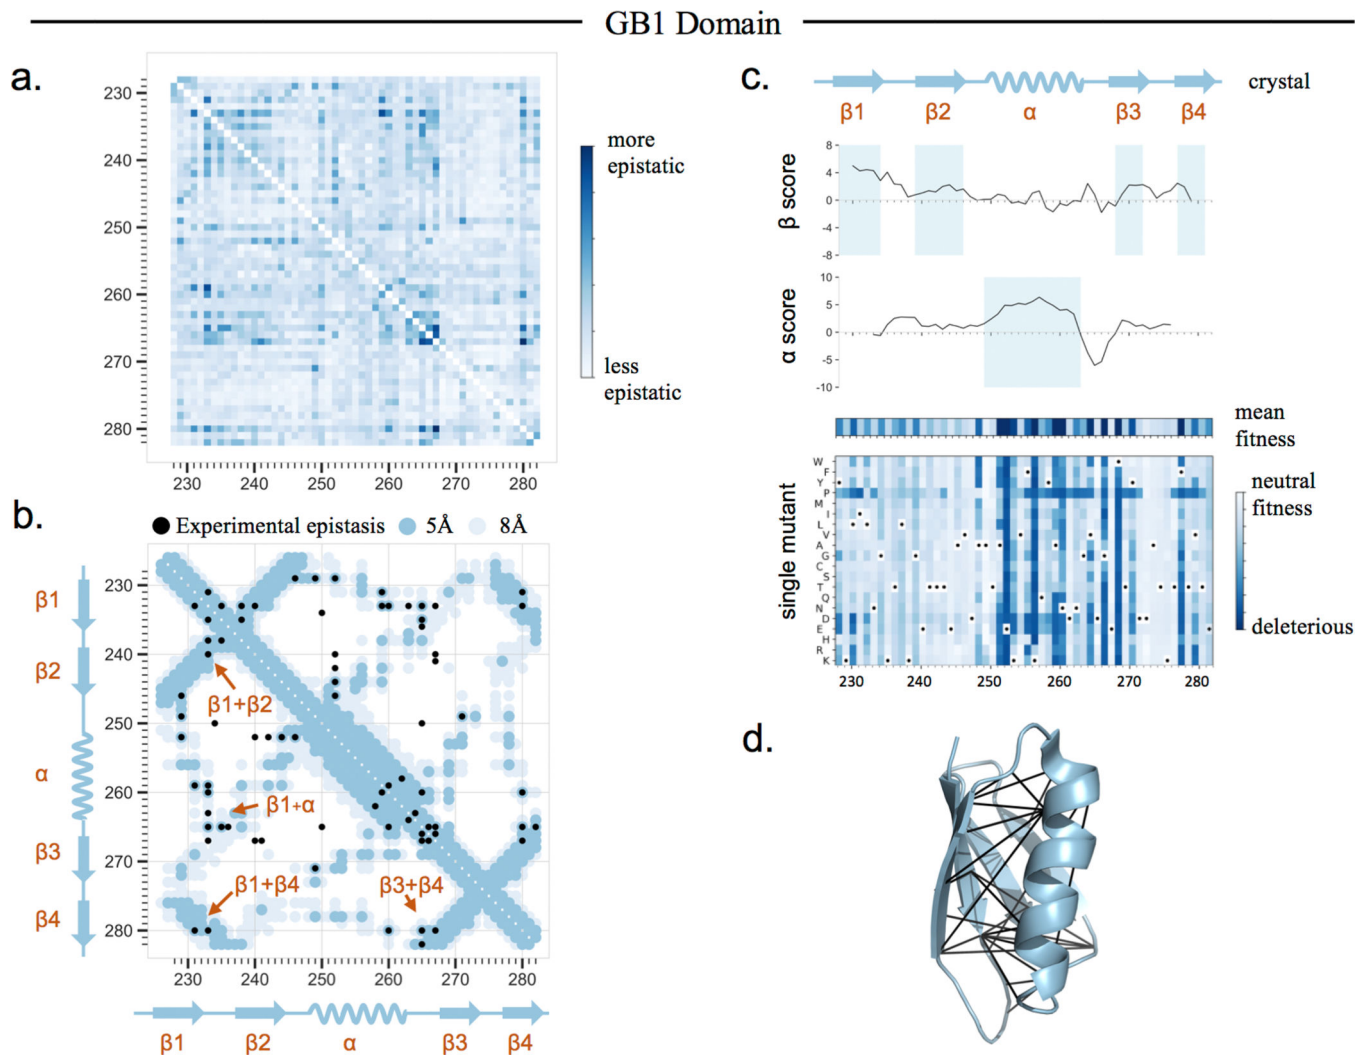 GB1 Domain
a.
230
240
250
260
270
280
230 240 250 260 270 280
more
epistatic
less
epistatic
b.
Experimental epistasis 5Å 8Å
230
240
250
260
270
280
β1
β2
α
β3
β4
β1+β2
β1+α
β1+β4
β3+β4
230 240 250 260 270 280
β1 β2 α β3 β4
c.
crystal
β1 β2 α β3 β4
β score
8
4
0
-4
-8
α score
10
5
0
-5
-10
mean
fitness
single mutant
W
F
Y
P
M
I
L
V
A
G
C
S
T
Q
N
D
E
H
R
K
230 240 250 260 270 280
neutral
fitness
deleterious
d.